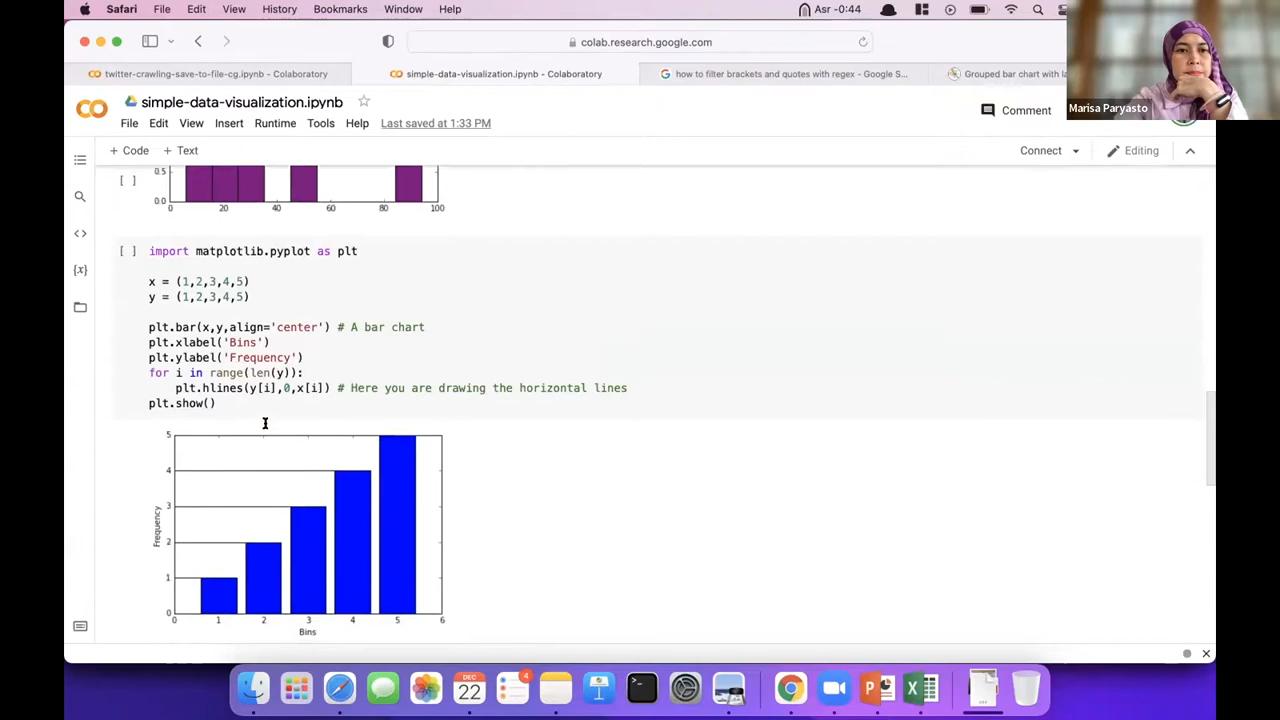 Safari File Edit View History Bookmarks Window Help Asr -0:44
colab.research.google.com
twitter-crawling-save-to-file-cg.ipynb - Colaboratory simple-data-visualization.ipynb - Colaboratory how to filter brackets and quotes with regex - Google S... Grouped bar chart with la
Marisa Paryasto
CO simple-data-visualization.ipynb
Comment
File Edit View Insert Runtime Tools Help Last saved at 1:33 PM
+ Code + Text Connect Editing
0.5
[ ] 0.0
0 20 40 60 80 100
[ ] import matplotlib.pyplot as plt
x = (1,2,3,4,5)
y = (1,2,3,4,5)
plt.bar(x,y,align='center') # A bar chart
plt.xlabel('Bins')
plt.ylabel('Frequency')
for i in range(len(y)):
plt.hlines(y[i],0,x[i]) # Here you are drawing the horizontal lines
plt.show()
5
4
3
2
1
0
Frequency
0 1 2 3 4 5 6
Bins
DEC
22
4